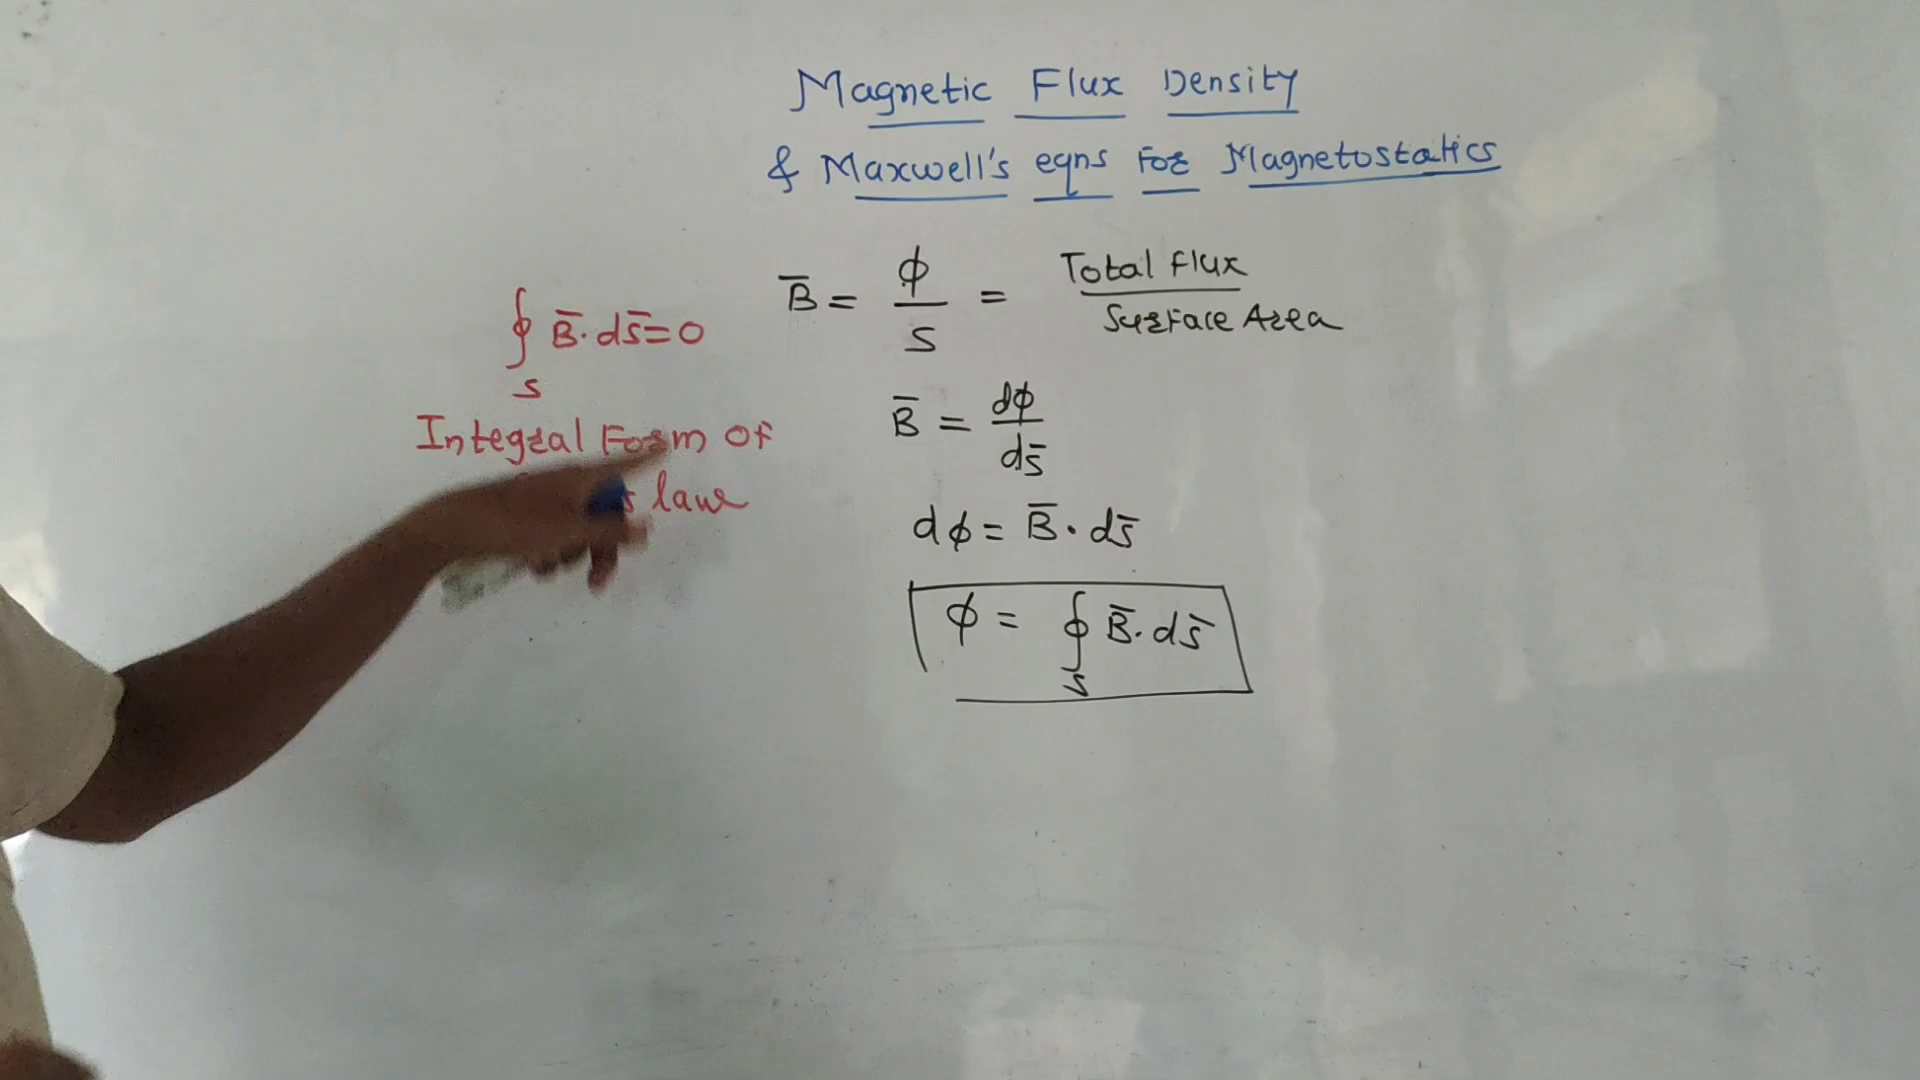 Magnetic Flux Density
& Maxwell's eqns For Magnetostatics
B̅ = ϕ / s = Total Flux / Surface Area
B̅ = dϕ / ds̅
dϕ = B̅ · ds̅
ϕ = ∮s B̅ · ds̅
∮s B̅ · ds̅ = 0
Integral Form Of
law